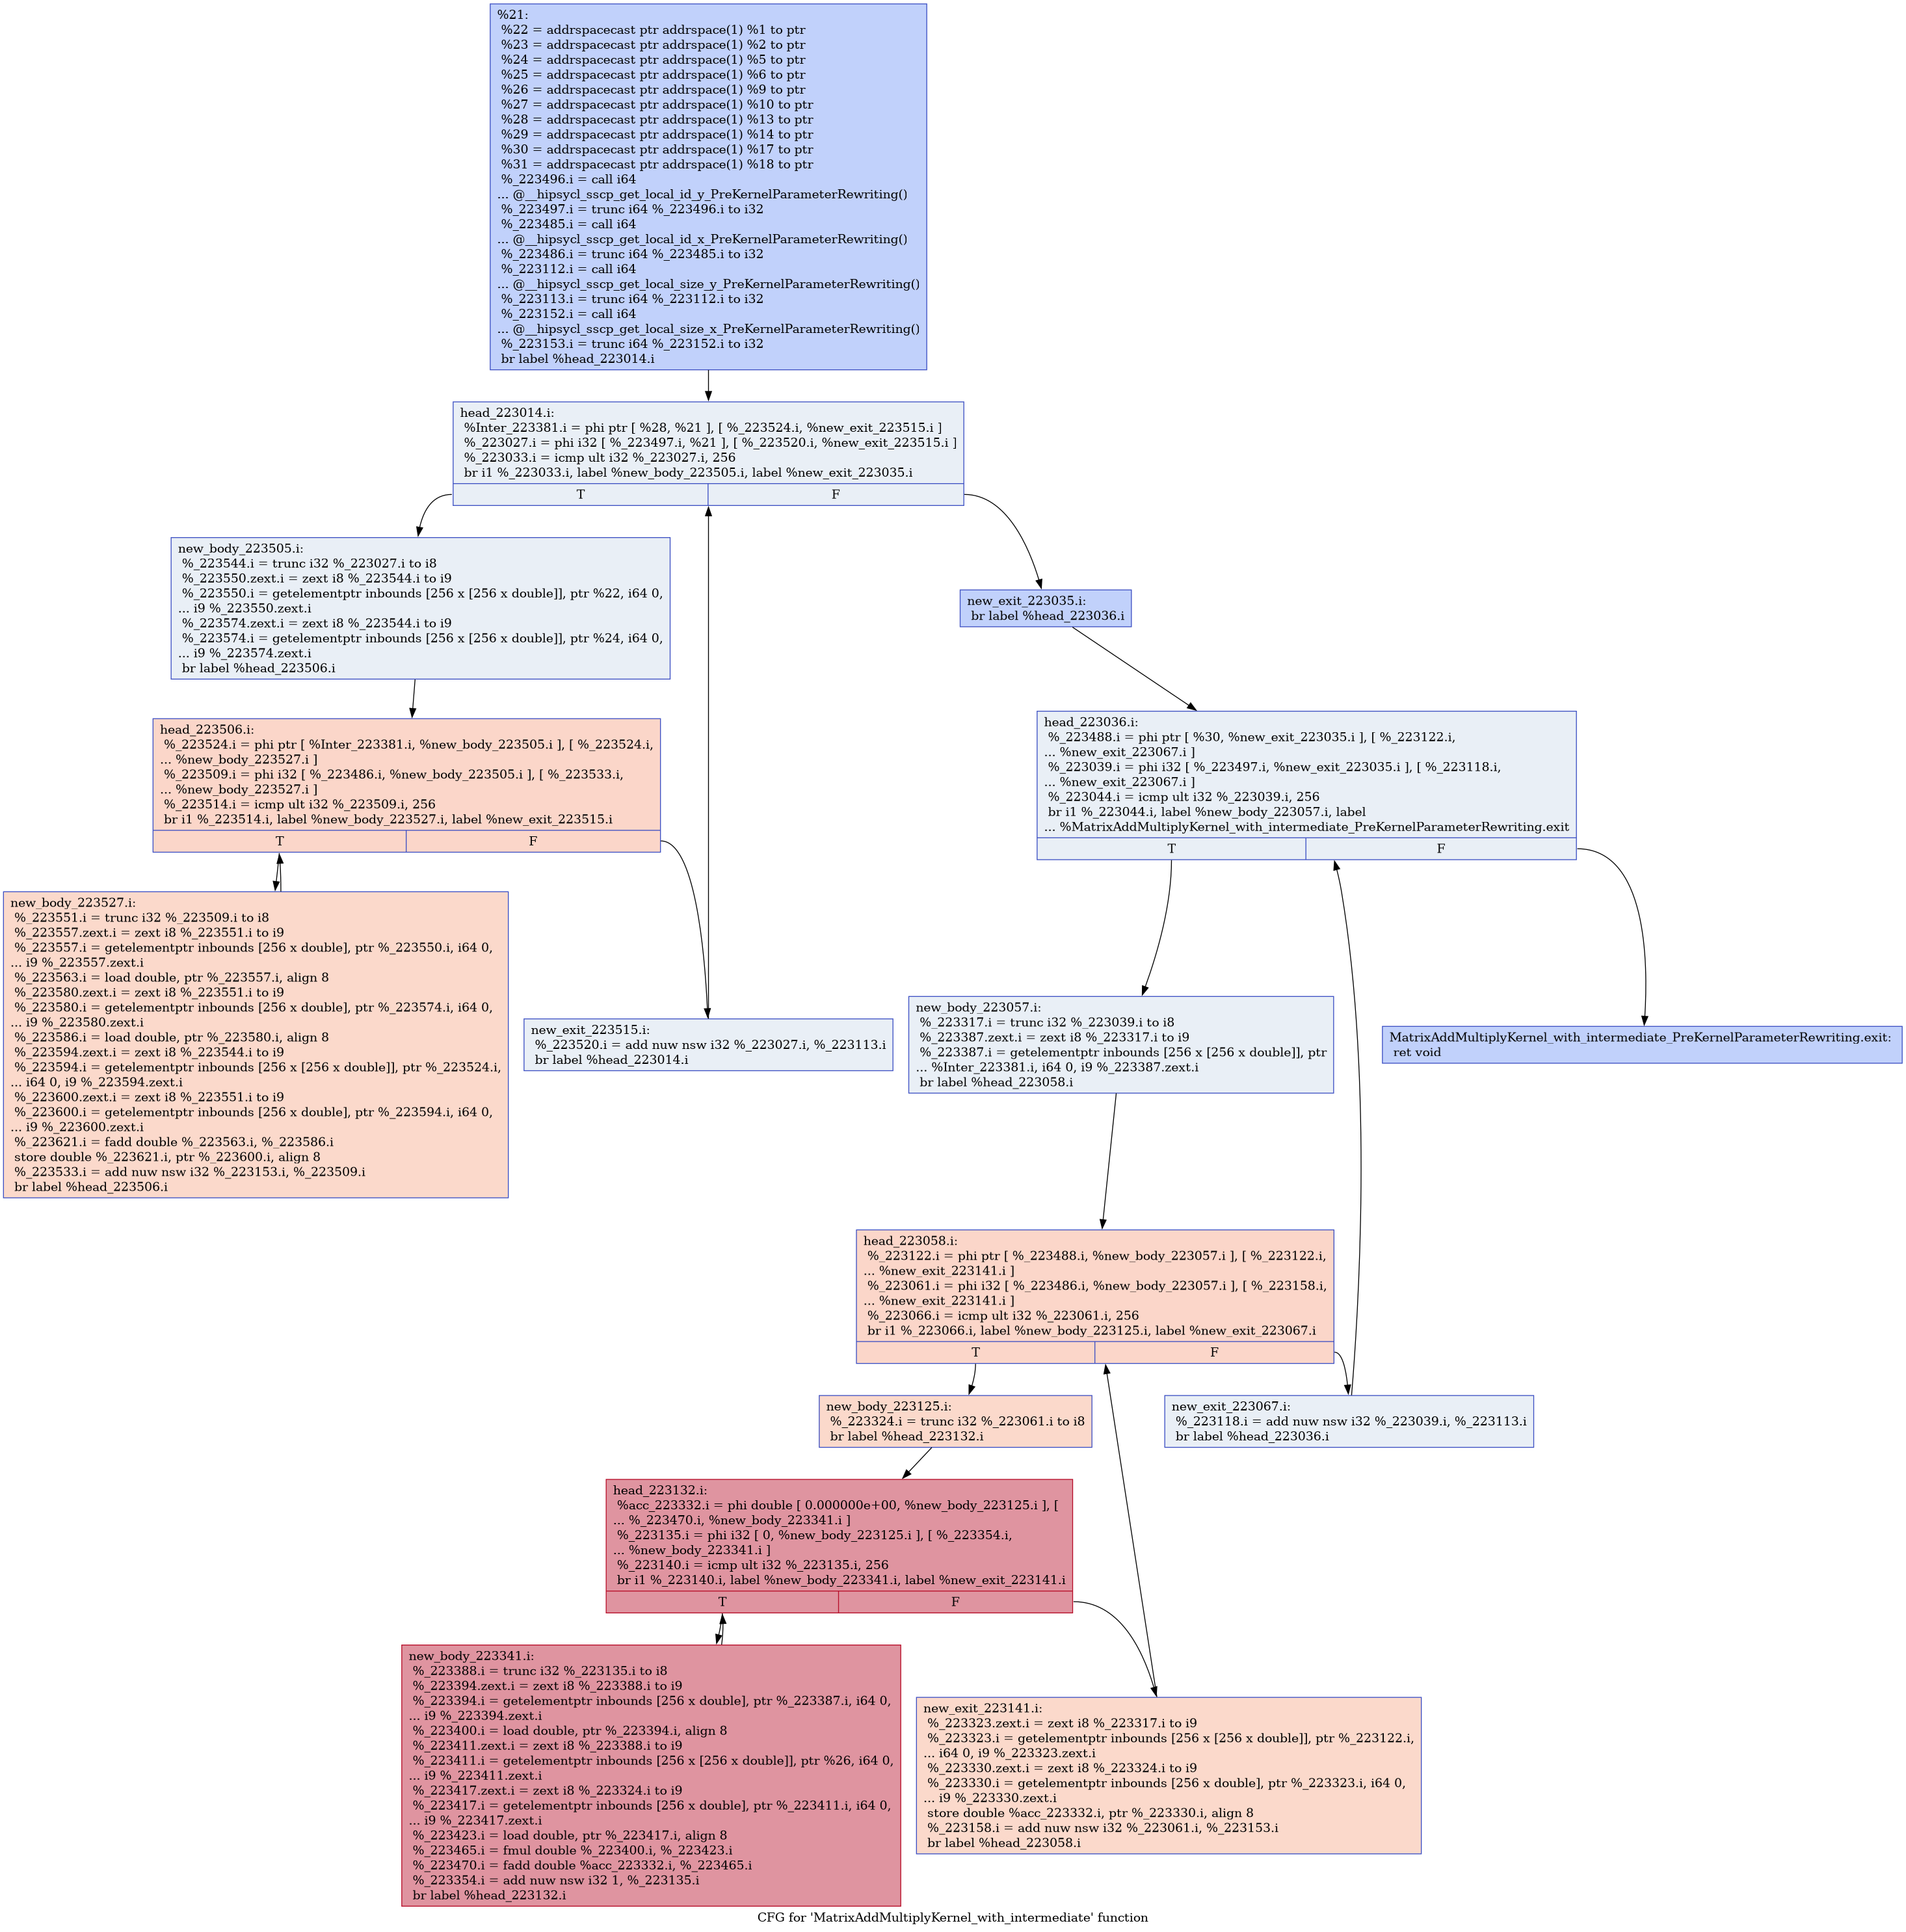 %21:
%22 = addrspacecast ptr addrspace(1) %1 to ptr
%23 = addrspacecast ptr addrspace(1) %2 to ptr
%24 = addrspacecast ptr addrspace(1) %5 to ptr
%25 = addrspacecast ptr addrspace(1) %6 to ptr
%26 = addrspacecast ptr addrspace(1) %9 to ptr
%27 = addrspacecast ptr addrspace(1) %10 to ptr
%28 = addrspacecast ptr addrspace(1) %13 to ptr
%29 = addrspacecast ptr addrspace(1) %14 to ptr
%30 = addrspacecast ptr addrspace(1) %17 to ptr
%31 = addrspacecast ptr addrspace(1) %18 to ptr
%_223496.i = call i64
... @__hipsycl_sscp_get_local_id_y_PreKernelParameterRewriting()
%_223497.i = trunc i64 %_223496.i to i32
%_223485.i = call i64
... @__hipsycl_sscp_get_local_id_x_PreKernelParameterRewriting()
%_223486.i = trunc i64 %_223485.i to i32
%_223112.i = call i64
... @__hipsycl_sscp_get_local_size_y_PreKernelParameterRewriting()
%_223113.i = trunc i64 %_223112.i to i32
%_223152.i = call i64
... @__hipsycl_sscp_get_local_size_x_PreKernelParameterRewriting()
%_223153.i = trunc i64 %_223152.i to i32
br label %head_223014.i
head_223014.i:
%Inter_223381.i = phi ptr [ %28, %21 ], [ %_223524.i, %new_exit_223515.i ]
%_223027.i = phi i32 [ %_223497.i, %21 ], [ %_223520.i, %new_exit_223515.i ]
%_223033.i = icmp ult i32 %_223027.i, 256
br i1 %_223033.i, label %new_body_223505.i, label %new_exit_223035.i
T F
new_body_223505.i:
%_223544.i = trunc i32 %_223027.i to i8
%_223550.zext.i = zext i8 %_223544.i to i9
%_223550.i = getelementptr inbounds [256 x [256 x double]], ptr %22, i64 0,
... i9 %_223550.zext.i
%_223574.zext.i = zext i8 %_223544.i to i9
%_223574.i = getelementptr inbounds [256 x [256 x double]], ptr %24, i64 0,
... i9 %_223574.zext.i
br label %head_223506.i
new_exit_223035.i:
br label %head_223036.i
head_223506.i:
%_223524.i = phi ptr [ %Inter_223381.i, %new_body_223505.i ], [ %_223524.i,
... %new_body_223527.i ]
%_223509.i = phi i32 [ %_223486.i, %new_body_223505.i ], [ %_223533.i,
... %new_body_223527.i ]
%_223514.i = icmp ult i32 %_223509.i, 256
br i1 %_223514.i, label %new_body_223527.i, label %new_exit_223515.i
T F
head_223036.i:
%_223488.i = phi ptr [ %30, %new_exit_223035.i ], [ %_223122.i,
... %new_exit_223067.i ]
%_223039.i = phi i32 [ %_223497.i, %new_exit_223035.i ], [ %_223118.i,
... %new_exit_223067.i ]
%_223044.i = icmp ult i32 %_223039.i, 256
br i1 %_223044.i, label %new_body_223057.i, label
... %MatrixAddMultiplyKernel_with_intermediate_PreKernelParameterRewriting.exit
T F
new_body_223527.i:
%_223551.i = trunc i32 %_223509.i to i8
%_223557.zext.i = zext i8 %_223551.i to i9
%_223557.i = getelementptr inbounds [256 x double], ptr %_223550.i, i64 0,
... i9 %_223557.zext.i
%_223563.i = load double, ptr %_223557.i, align 8
%_223580.zext.i = zext i8 %_223551.i to i9
%_223580.i = getelementptr inbounds [256 x double], ptr %_223574.i, i64 0,
... i9 %_223580.zext.i
%_223586.i = load double, ptr %_223580.i, align 8
%_223594.zext.i = zext i8 %_223544.i to i9
%_223594.i = getelementptr inbounds [256 x [256 x double]], ptr %_223524.i,
... i64 0, i9 %_223594.zext.i
%_223600.zext.i = zext i8 %_223551.i to i9
%_223600.i = getelementptr inbounds [256 x double], ptr %_223594.i, i64 0,
... i9 %_223600.zext.i
%_223621.i = fadd double %_223563.i, %_223586.i
store double %_223621.i, ptr %_223600.i, align 8
%_223533.i = add nuw nsw i32 %_223153.i, %_223509.i
br label %head_223506.i
new_exit_223515.i:
%_223520.i = add nuw nsw i32 %_223027.i, %_223113.i
br label %head_223014.i
new_body_223057.i:
%_223317.i = trunc i32 %_223039.i to i8
%_223387.zext.i = zext i8 %_223317.i to i9
%_223387.i = getelementptr inbounds [256 x [256 x double]], ptr
... %Inter_223381.i, i64 0, i9 %_223387.zext.i
br label %head_223058.i
MatrixAddMultiplyKernel_with_intermediate_PreKernelParameterRewriting.exit:
ret void
head_223058.i:
%_223122.i = phi ptr [ %_223488.i, %new_body_223057.i ], [ %_223122.i,
... %new_exit_223141.i ]
%_223061.i = phi i32 [ %_223486.i, %new_body_223057.i ], [ %_223158.i,
... %new_exit_223141.i ]
%_223066.i = icmp ult i32 %_223061.i, 256
br i1 %_223066.i, label %new_body_223125.i, label %new_exit_223067.i
T F
new_body_223125.i:
%_223324.i = trunc i32 %_223061.i to i8
br label %head_223132.i
new_exit_223067.i:
%_223118.i = add nuw nsw i32 %_223039.i, %_223113.i
br label %head_223036.i
head_223132.i:
%acc_223332.i = phi double [ 0.000000e+00, %new_body_223125.i ], [
... %_223470.i, %new_body_223341.i ]
%_223135.i = phi i32 [ 0, %new_body_223125.i ], [ %_223354.i,
... %new_body_223341.i ]
%_223140.i = icmp ult i32 %_223135.i, 256
br i1 %_223140.i, label %new_body_223341.i, label %new_exit_223141.i
T F
new_body_223341.i:
%_223388.i = trunc i32 %_223135.i to i8
%_223394.zext.i = zext i8 %_223388.i to i9
%_223394.i = getelementptr inbounds [256 x double], ptr %_223387.i, i64 0,
... i9 %_223394.zext.i
%_223400.i = load double, ptr %_223394.i, align 8
%_223411.zext.i = zext i8 %_223388.i to i9
%_223411.i = getelementptr inbounds [256 x [256 x double]], ptr %26, i64 0,
... i9 %_223411.zext.i
%_223417.zext.i = zext i8 %_223324.i to i9
%_223417.i = getelementptr inbounds [256 x double], ptr %_223411.i, i64 0,
... i9 %_223417.zext.i
%_223423.i = load double, ptr %_223417.i, align 8
%_223465.i = fmul double %_223400.i, %_223423.i
%_223470.i = fadd double %acc_223332.i, %_223465.i
%_223354.i = add nuw nsw i32 1, %_223135.i
br label %head_223132.i
new_exit_223141.i:
%_223323.zext.i = zext i8 %_223317.i to i9
%_223323.i = getelementptr inbounds [256 x [256 x double]], ptr %_223122.i,
... i64 0, i9 %_223323.zext.i
%_223330.zext.i = zext i8 %_223324.i to i9
%_223330.i = getelementptr inbounds [256 x double], ptr %_223323.i, i64 0,
... i9 %_223330.zext.i
store double %acc_223332.i, ptr %_223330.i, align 8
%_223158.i = add nuw nsw i32 %_223061.i, %_223153.i
br label %head_223058.i
CFG for 'MatrixAddMultiplyKernel_with_intermediate' function